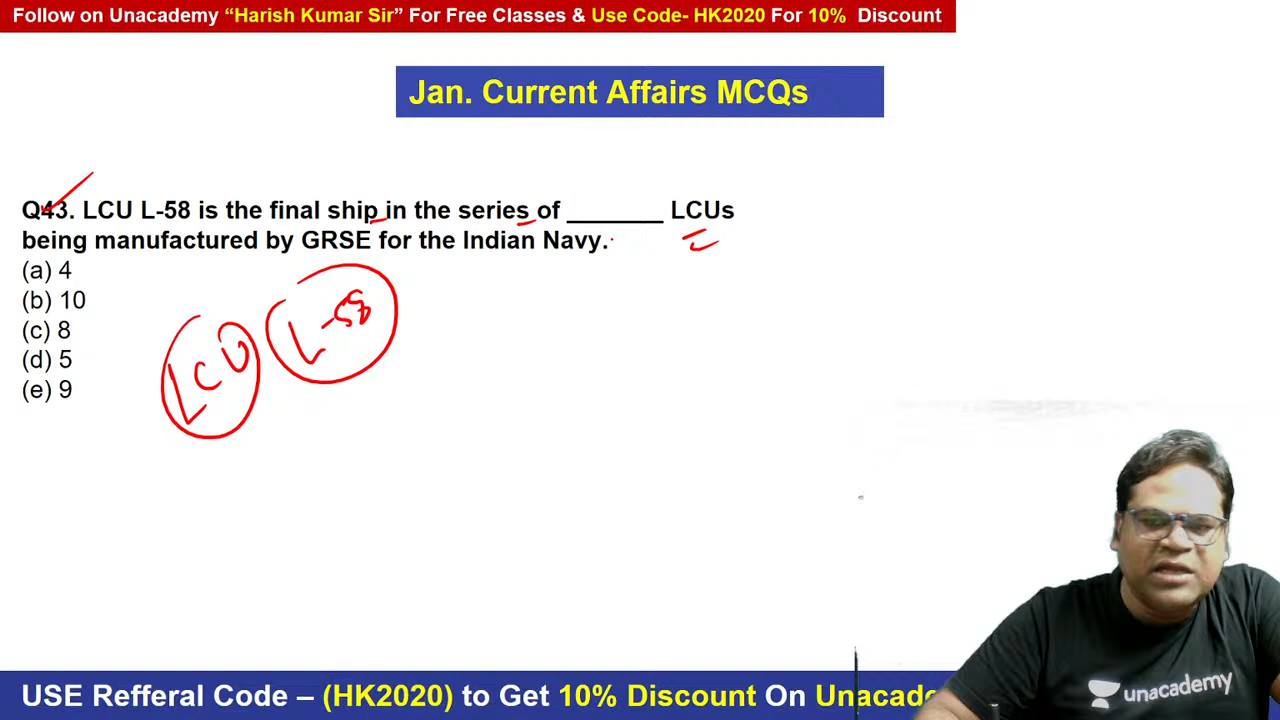 Follow on Unacademy “Harish Kumar Sir” For Free Classes & Use Code- HK2020 For 10% Discount
Jan. Current Affairs MCQs
Q43. LCU L-58 is the final ship in the series of _______ LCUs
being manufactured by GRSE for the Indian Navy.
(a) 4
(b) 10
(c) 8
(d) 5
(e) 9
LCU L-58
unacademy
USE Refferal Code – (HK2020) to Get 10% Discount On Unacade